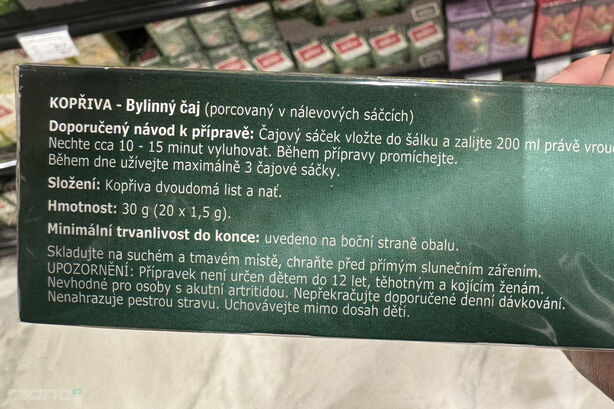 KOPŘIVA - Bylinný čaj (porcovaný v nálevových sáčcích)
Doporučený návod k přípravě: Čajový sáček vložte do šálku a zalijte 200 ml právě
Nechte cca 10 - 15 minut vyluhovat. Během přípravy promíchejte.
Během dne užívejte maximálně 3 čajové sáčky.
Složení: Kopřiva dvoudomá list a nať.
Hmotnost: 30 g (20 x 1,5 g).
Minimální trvanlivost do konce: uvedeno na boční straně obalu.
Skladujte na suchém a tmavém místě, chraňte před přímým slunečním zářením.
UPOZORNĚNÍ: Přípravek není určen dětem do 12 let, těhotným a kojícím ženám.
Nevhodné pro osoby s akutní artritidou. Nepřekračujte doporučené denní dávkování.
Nenahrazuje pestrou stravu. Uchovávejte mimo dosah dětí.